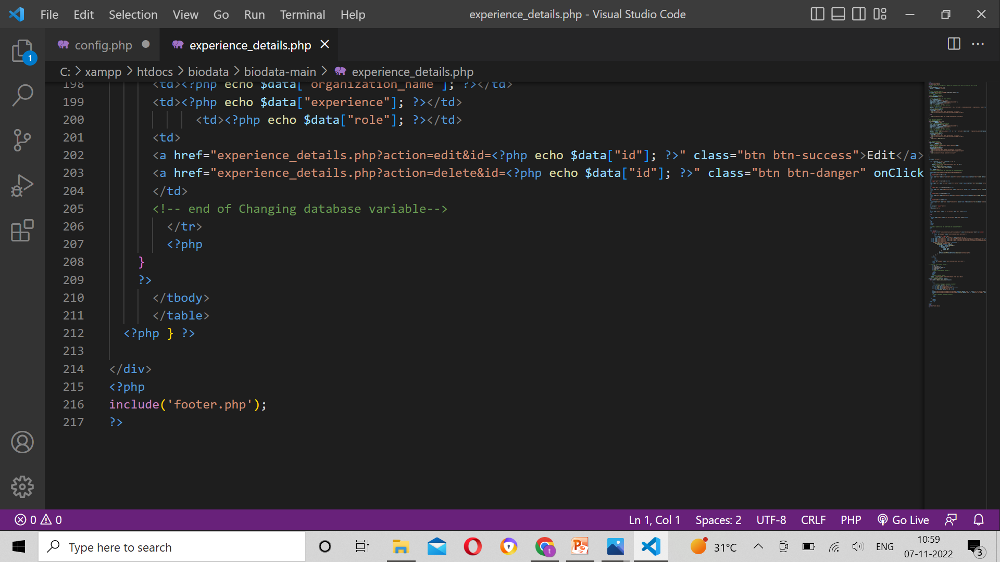 File Edit Selection View Go Run Terminal Help experience_details.php - Visual Studio Code
config.php experience_details.php
1
C: > xampp > htdocs > biodata > biodata-main > experience_details.php
198 <td><?php echo $data["organization_name"]; ?></td>
199 <td><?php echo $data["experience"]; ?></td>
200 <td><?php echo $data["role"]; ?></td>
201 <td>
202 <a href="experience_details.php?action=edit&id=<?php echo $data["id"]; ?>" class="btn btn-success">Edit</a>
203 <a href="experience_details.php?action=delete&id=<?php echo $data["id"]; ?>" class="btn btn-danger" onClick
204 </td>
205 <!-- end of Changing database variable-->
206 </tr>
207 <?php
208 }
209 ?>
210 </tbody>
211 </table>
212 <?php } ?>
213
214 </div>
215 <?php
216 include('footer.php');
217 ?>
0 0 Ln 1, Col 1 Spaces: 2 UTF-8 CRLF PHP Go Live
Type here to search 31°C ENG 10:59
07-11-2022 3